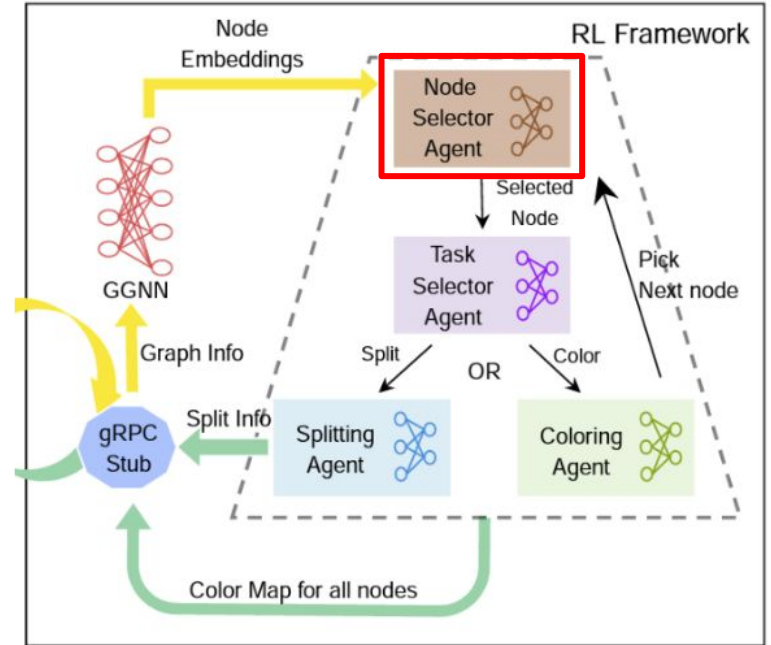 RL Framework
Node
Embeddings
Node
Selector
Agent
Selected
Node
GGNN
Task
Selector
Agent
Pick
Next node
Graph Info
Split
OR
Color
gRPC
Stub
Split Info
Splitting
Agent
Coloring
Agent
Color Map for all nodes